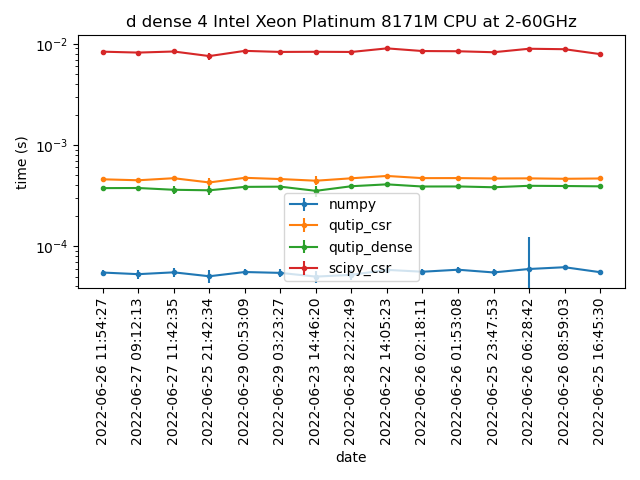 d dense 4 Intel Xeon Platinum 8171M CPU at 2-60GHz
time (s)
10⁻²
10⁻³
10⁻⁴
numpy
qutip_csr
qutip_dense
scipy_csr
2022-06-26 11:54:27
2022-06-27 09:12:13
2022-06-27 11:42:35
2022-06-25 21:42:34
2022-06-29 00:53:09
2022-06-29 03:23:27
2022-06-23 14:46:20
2022-06-28 22:22:49
2022-06-22 14:05:23
2022-06-26 02:18:11
2022-06-26 01:53:08
2022-06-25 23:47:53
2022-06-26 06:28:42
2022-06-26 08:59:03
2022-06-25 16:45:30
date